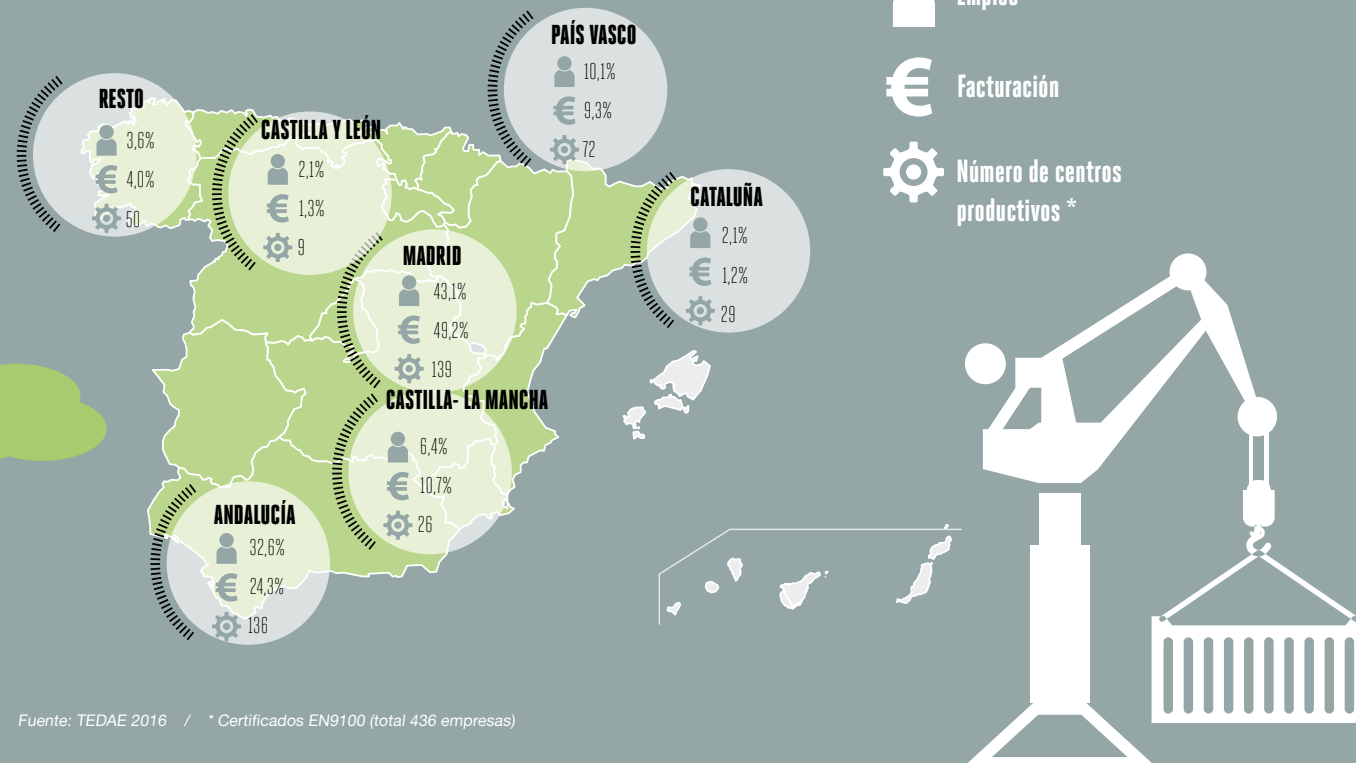 PAÍS VASCO
10,1%
9,3%
72
RESTO
3,6%
4,0%
50
CASTILLA Y LEÓN
2,1%
1,3%
9
CATALUÑA
2,1%
1,2%
29
MADRID
43,1%
49,2%
139
CASTILLA- LA MANCHA
6,4%
10,7%
26
ANDALUCÍA
32,6%
24,3%
136
Facturación
Número de centros
productivos *
Fuente: TEDAE 2016 / * Certificados EN9100 (total 436 empresas)